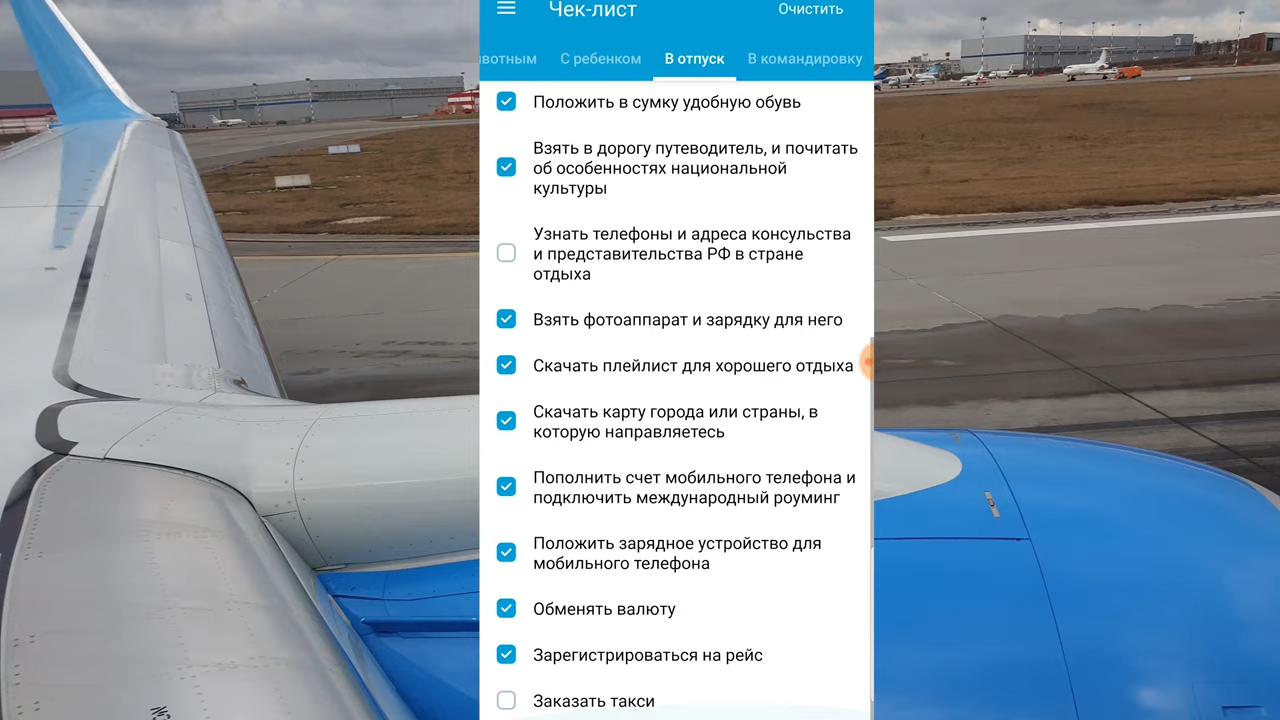 Чек-лист
Очистить
вотным
С ребенком
В отпуск
В командировку
Положить в сумку удобную обувь
Взять в дорогу путеводитель, и почитать
об особенностях национальной
культуры
Узнать телефоны и адреса консульства
и представительства РФ в стране
отдыха
Взять фотоаппарат и зарядку для него
Скачать плейлист для хорошего отдыха
Скачать карту города или страны, в
которую направляетесь
Пополнить счет мобильного телефона и
подключить международный роуминг
Положить зарядное устройство для
мобильного телефона
Обменять валюту
Зарегистрироваться на рейс
Заказать такси